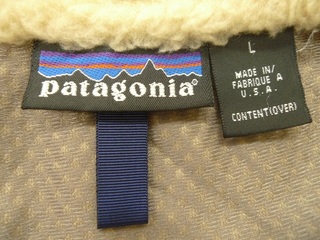 patagonia®
L
MADE IN/
FABRIQUE A
U.S.A.
CONTENT(OVER)